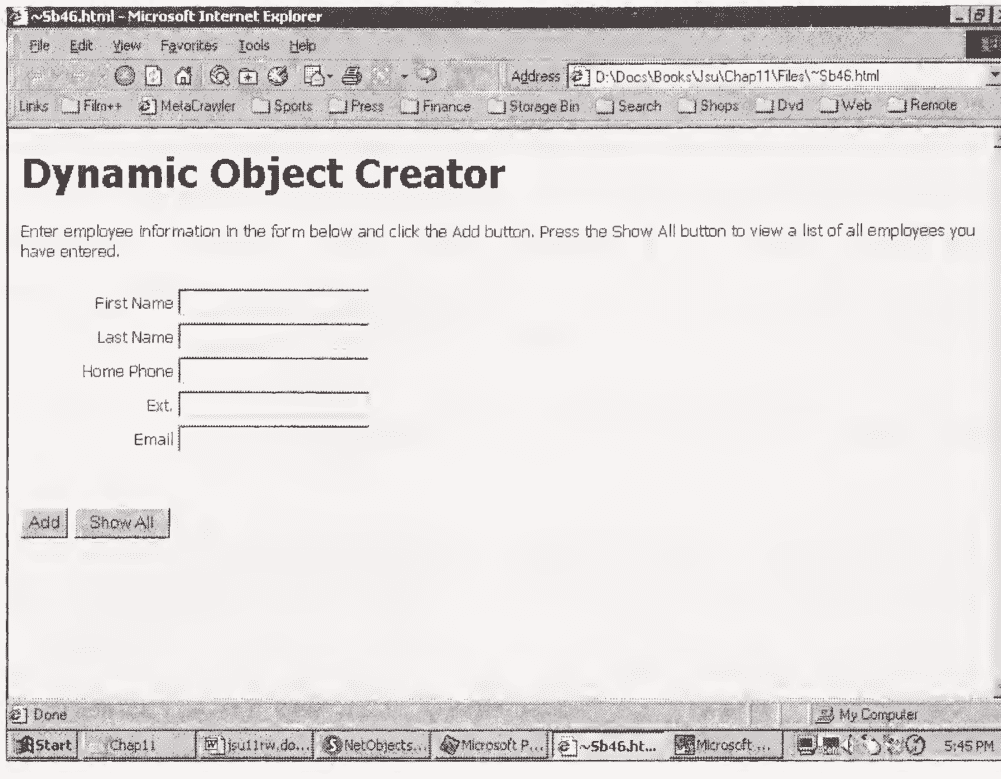 ~5b46.html - Microsoft Internet Explorer
File Edit View Favorites Tools Help
Address D:\Docs\Books\Jsu\Chap11\Files\~5b46.html
Links Film++ MetaCrawler Sports Press Finance Storage Bin Search Shops Dvd Web Remote
Dynamic Object Creator
Enter employee information in the form below and click the Add button. Press the Show All button to view a list of all employees you
have entered.
First Name
Last Name
Home Phone
Ext.
Email
Add Show All
Done My Computer
Start Chap11 jsu11rw.do... NetObjects... Microsoft P... ~5b46.ht... Microsoft ... 5:45 PM